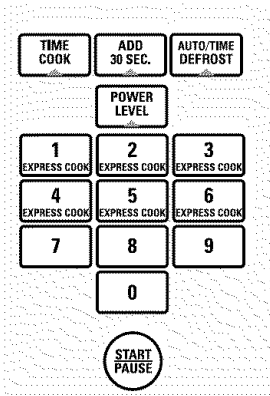 TIME ADD AUTO/TIME
COOK 30 SEC. DEFROST
POWER
LEVEL
1 2 3
EXPRESS COOK EXPRESS COOK EXPRESS COOK
4 5 6
EXPRESS COOK EXPRESS COOK EXPRESS COOK
7 8 9
0
START
PAUSE